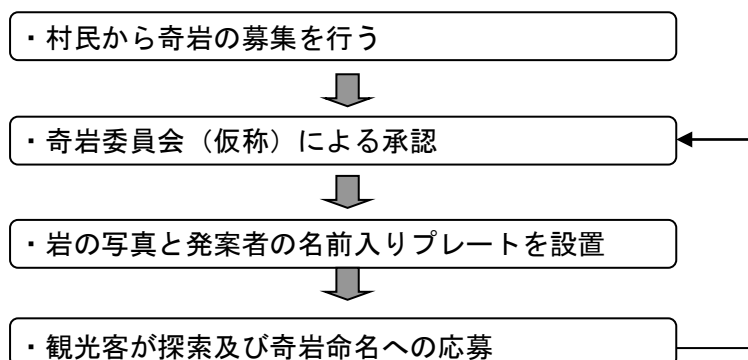 ・村民から奇岩の募集を行う
・奇岩委員会（仮称）による承認
・岩の写真と発案者の名前入りプレートを設置
・観光客が探索及び奇岩命名への応募